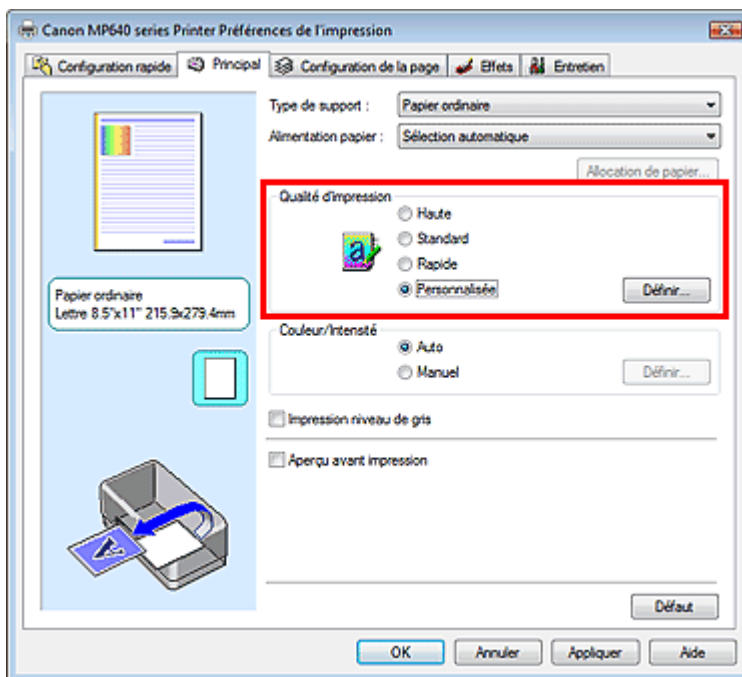 Canon MP640 series Printer Préférences de l'impression
Configuration rapide Principal Configuration de la page Effets Entretien
Type de support : Papier ordinaire
Alimentation papier : Sélection automatique
Allocation de papier...
Qualité d'impression
Haute
Standard
Rapide
Personnalisée Définir...
Papier ordinaire
Lettre 8.5"x11" 215.9x279.4mm
Couleur/Intensité
Auto
Manuel Définir...
Impression niveau de gris
Aperçu avant impression
Défaut
OK Annuler Appliquer Aide